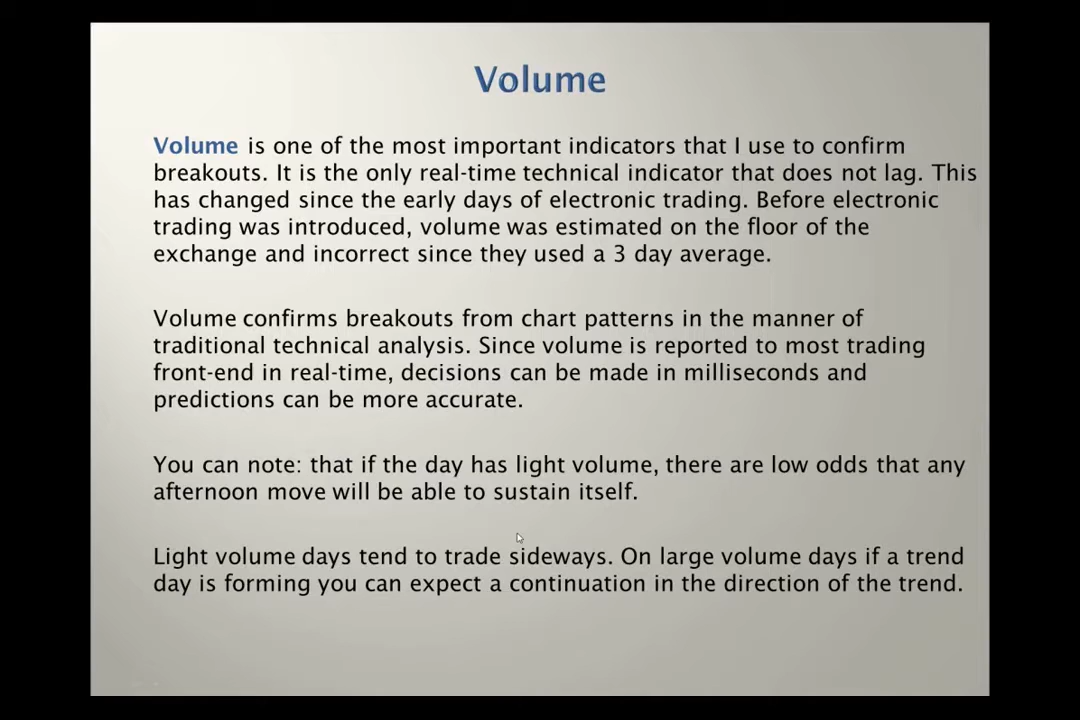 Volume
Volume is one of the most important indicators that I use to confirm
breakouts. It is the only real-time technical indicator that does not lag. This
has changed since the early days of electronic trading. Before electronic
trading was introduced, volume was estimated on the floor of the
exchange and incorrect since they used a 3 day average.
Volume confirms breakouts from chart patterns in the manner of
traditional technical analysis. Since volume is reported to most trading
front-end in real-time, decisions can be made in milliseconds and
predictions can be more accurate.
You can note: that if the day has light volume, there are low odds that any
afternoon move will be able to sustain itself.
Light volume days tend to trade sideways. On large volume days if a trend
day is forming you can expect a continuation in the direction of the trend.